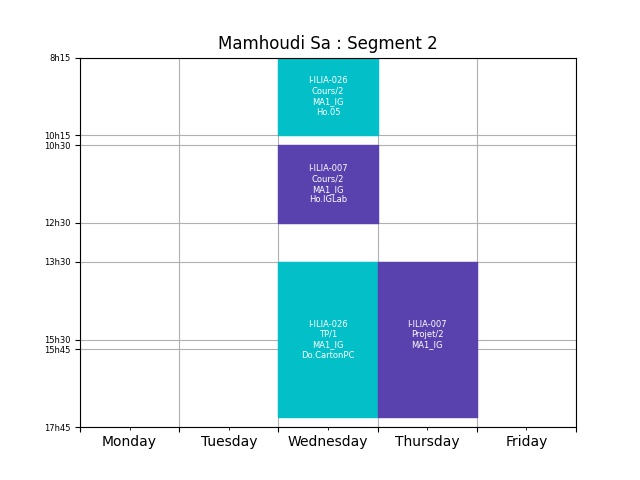 Mamhoudi Sa : Segment 2
8h15
I-ILIA-026
Cours/2
MA1_IG
Ho.05
10h15
10h30
I-ILIA-007
Cours/2
MA1_IG
Ho.IGLab
12h30
13h30
I-ILIA-026
TP/1
MA1_IG
Do.CartonPC
I-ILIA-007
Projet/2
MA1_IG
15h30
15h45
17h45
Monday
Tuesday
Wednesday
Thursday
Friday